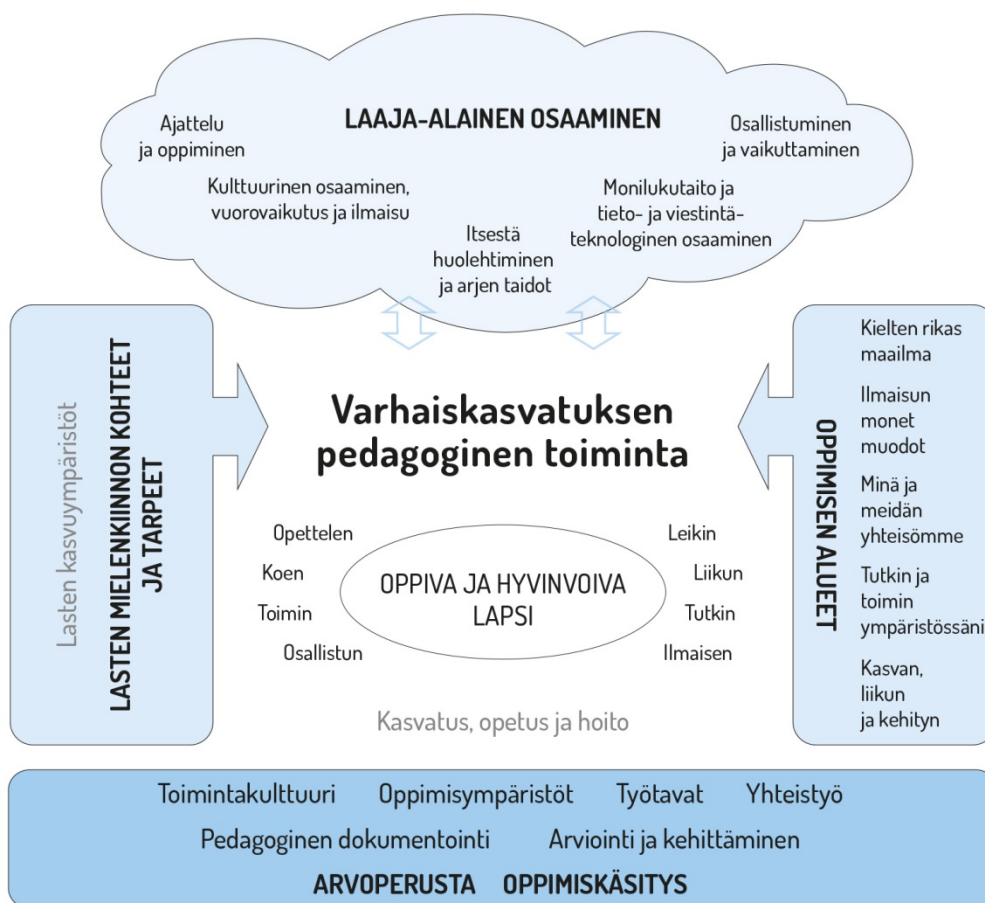 LAAJA-ALAINEN OSAAMINEN
Ajattelu
ja oppiminen
Kulttuurinen osaaminen,
vuorovaikutus ja ilmaisu
Itsestä
huolehtiminen
ja arjen taidot
Monilukutaito ja
tieto- ja viestintä-
teknologinen osaaminen
Osallistuminen
ja vaikuttaminen
Lasten kasvuympäristöt
LASTEN MIELENKIINNON KOHTEET
JA TARPEET
Varhaiskasvatuksen
pedagoginen toiminta
Opettelen
Koen
Toimin
Osallistun
OPPIVA JA HYVINVOIVA
LAPSI
Leikin
Liikun
Tutkin
Ilmaisen
Kasvatus, opetus ja hoito
OPPIMISEN ALUEET
Kielten rikas
maailma
Ilmaisun
monet
muodot
Minä ja
meidän
yhteisömme
Tutkin ja
toimin
ympäristössäni
Kasvan,
liikun
ja kehityn
Toimintakulttuuri Oppimisympäristöt Työtavat Yhteistyö
Pedagoginen dokumentointi Arviointi ja kehittäminen
ARVOPERUSTA OPPIMISKÄSITYS